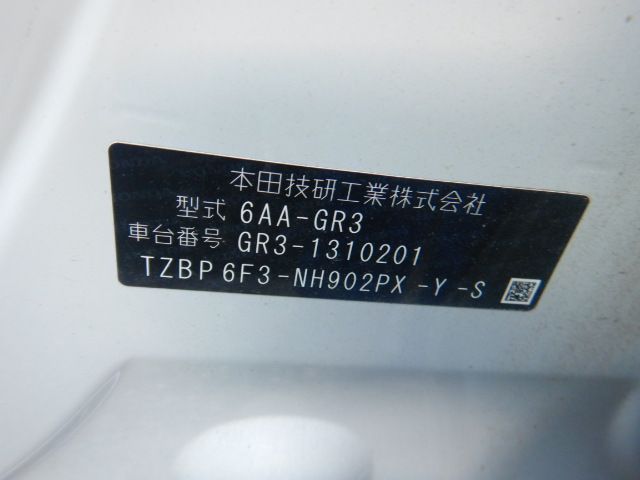 本田技研工業株式会社
型式 6AA-GR3
車台番号 GR3-1310201
TZBP 6F3-NH902PX -Y -S